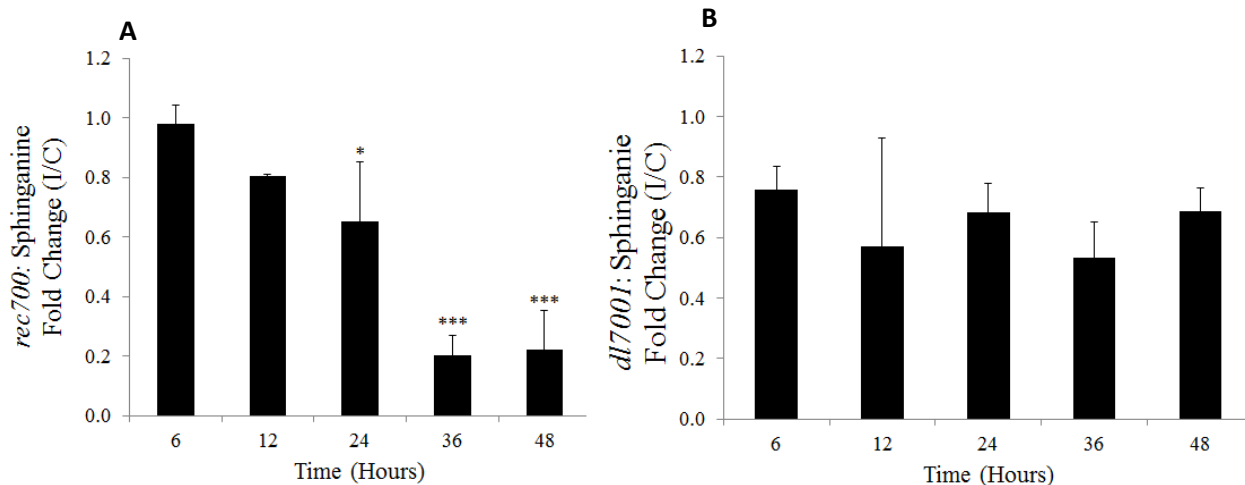 A
rec700: Sphinganine
Fold Change (I/C)
1.2
1.0
0.8
0.6
0.4
0.2
0.0
*
***
***
6 12 24 36 48
Time (Hours)
B
dl7001: Sphinganie
Fold Change (I/C)
1.2
1.0
0.8
0.6
0.4
0.2
0.0
6 12 24 36 48
Time (Hours)